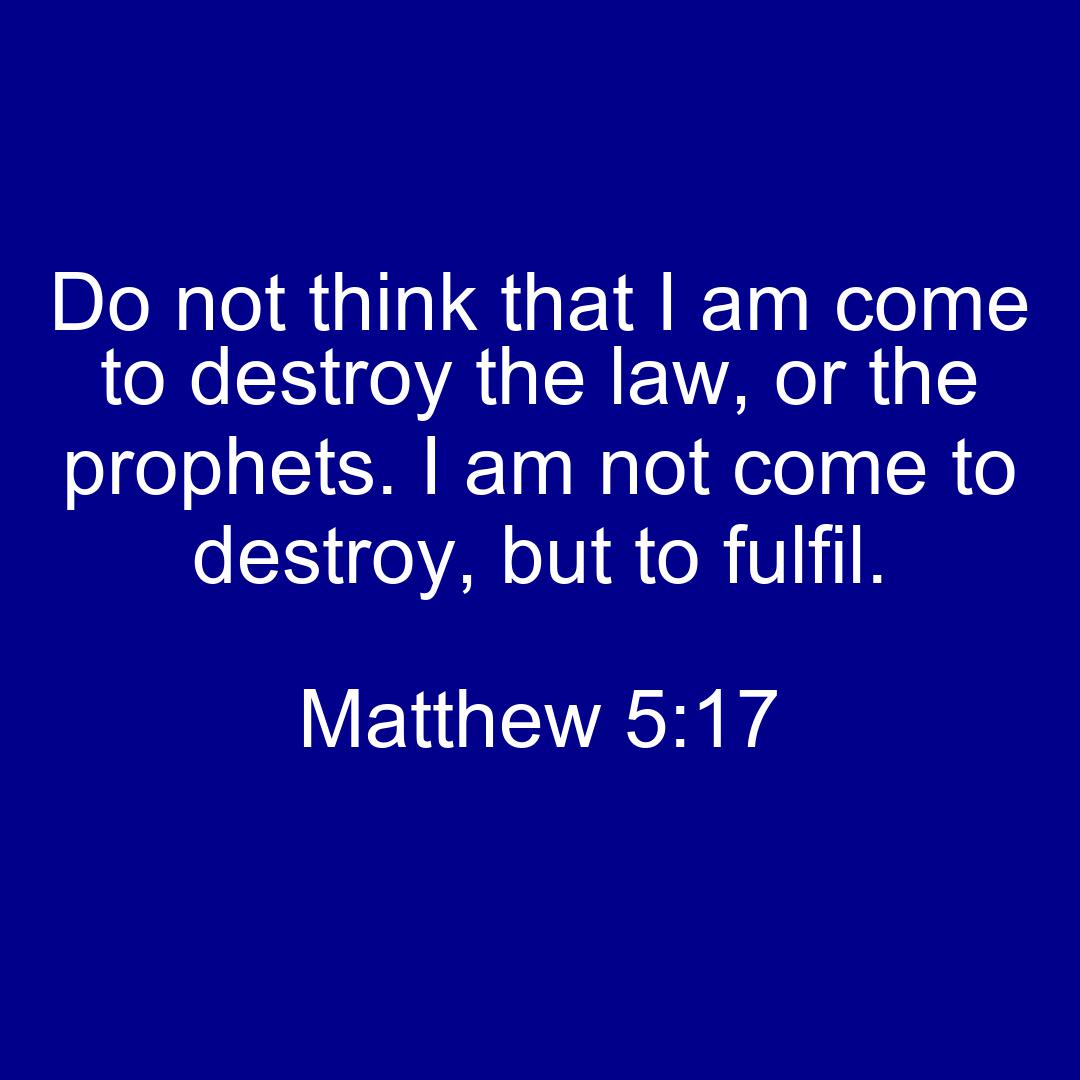 Do not think that I am come
to destroy the law, or the
prophets. I am not come to
destroy, but to fulfil.
Matthew 5:17